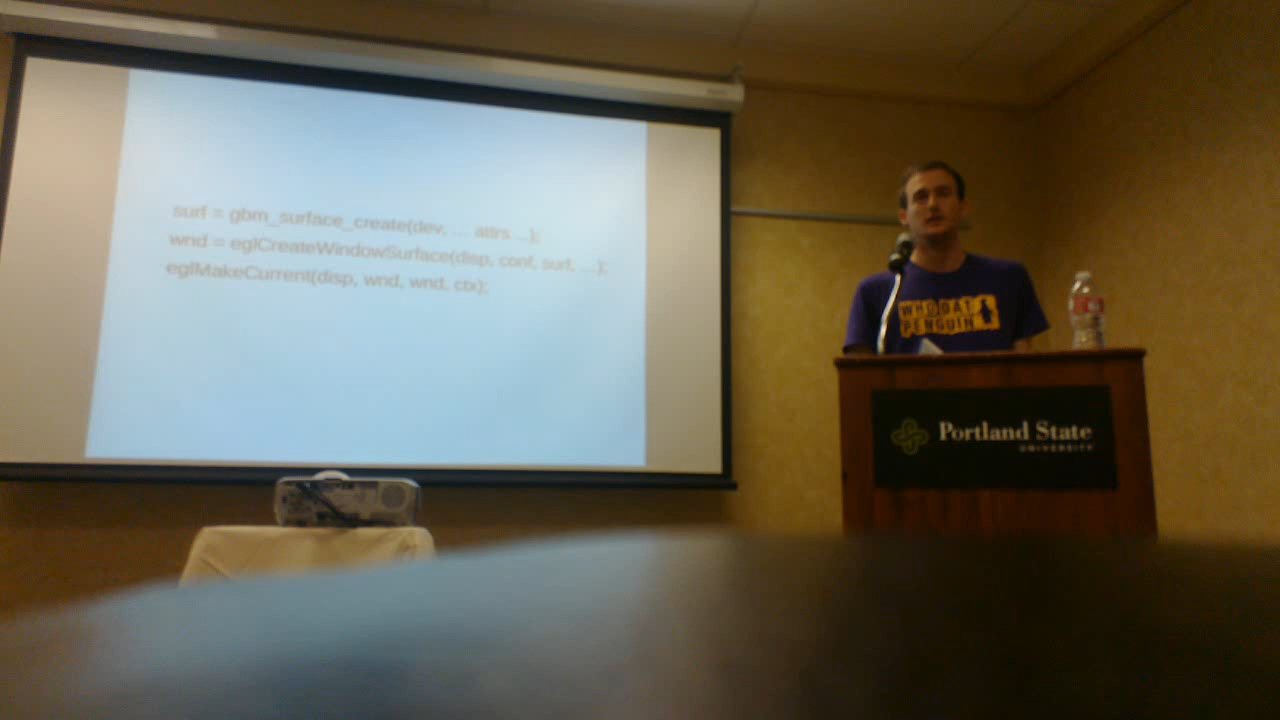 surf = gbm_surface_create(dev, ... attrs ...);
wnd = eglCreateWindowSurface(disp, conf, surf, ...);
eglMakeCurrent(disp, wnd, wnd, ctx);
WHO DAT
PENGUIN
Portland State
UNIVERSITY